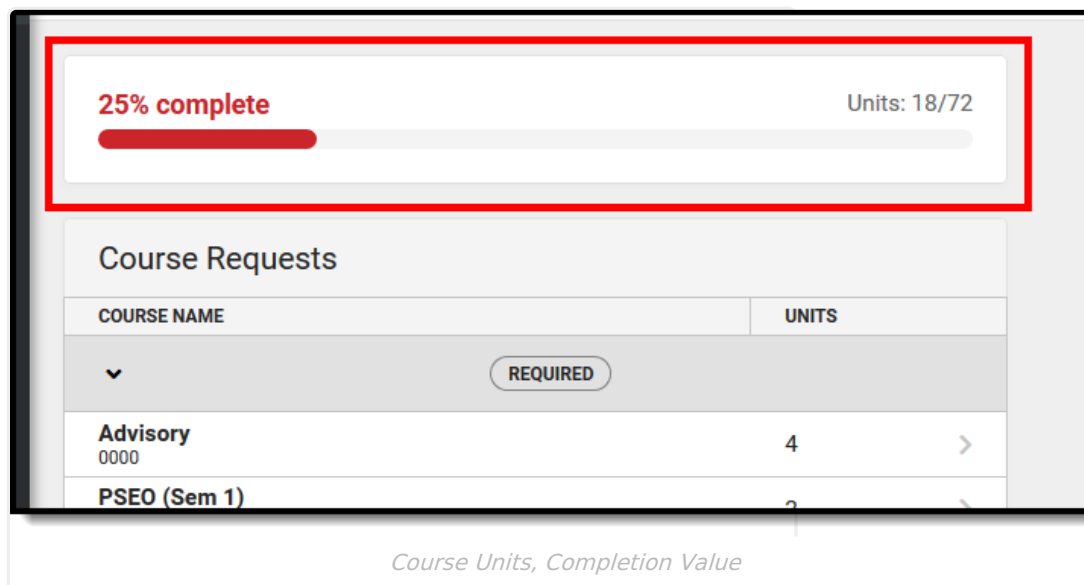 25% complete
Units: 18/72
Course Requests
COURSE NAME UNITS
REQUIRED
Advisory 4
0000
PSEO (Sem 1)
Course Units, Completion Value